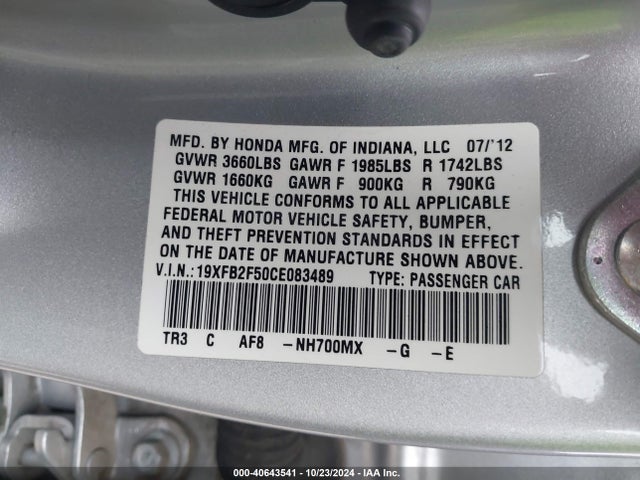 MFD. BY HONDA MFG. OF INDIANA, LLC 07/'12
GVWR 3660LBS GAWR F 1985LBS R 1742LBS
GVWR 1660KG GAWR F 900KG R 790KG
THIS VEHICLE CONFORMS TO ALL APPLICABLE
FEDERAL MOTOR VEHICLE SAFETY, BUMPER,
AND THEFT PREVENTION STANDARDS IN EFFECT
ON THE DATE OF MANUFACTURE SHOWN ABOVE.
V.I.N.:19XFB2F50CE083489 TYPE: PASSENGER CAR
TR3 C AF8 -NH700MX -G -E
000-40643541 | 10/23/2024 | IAA Inc.